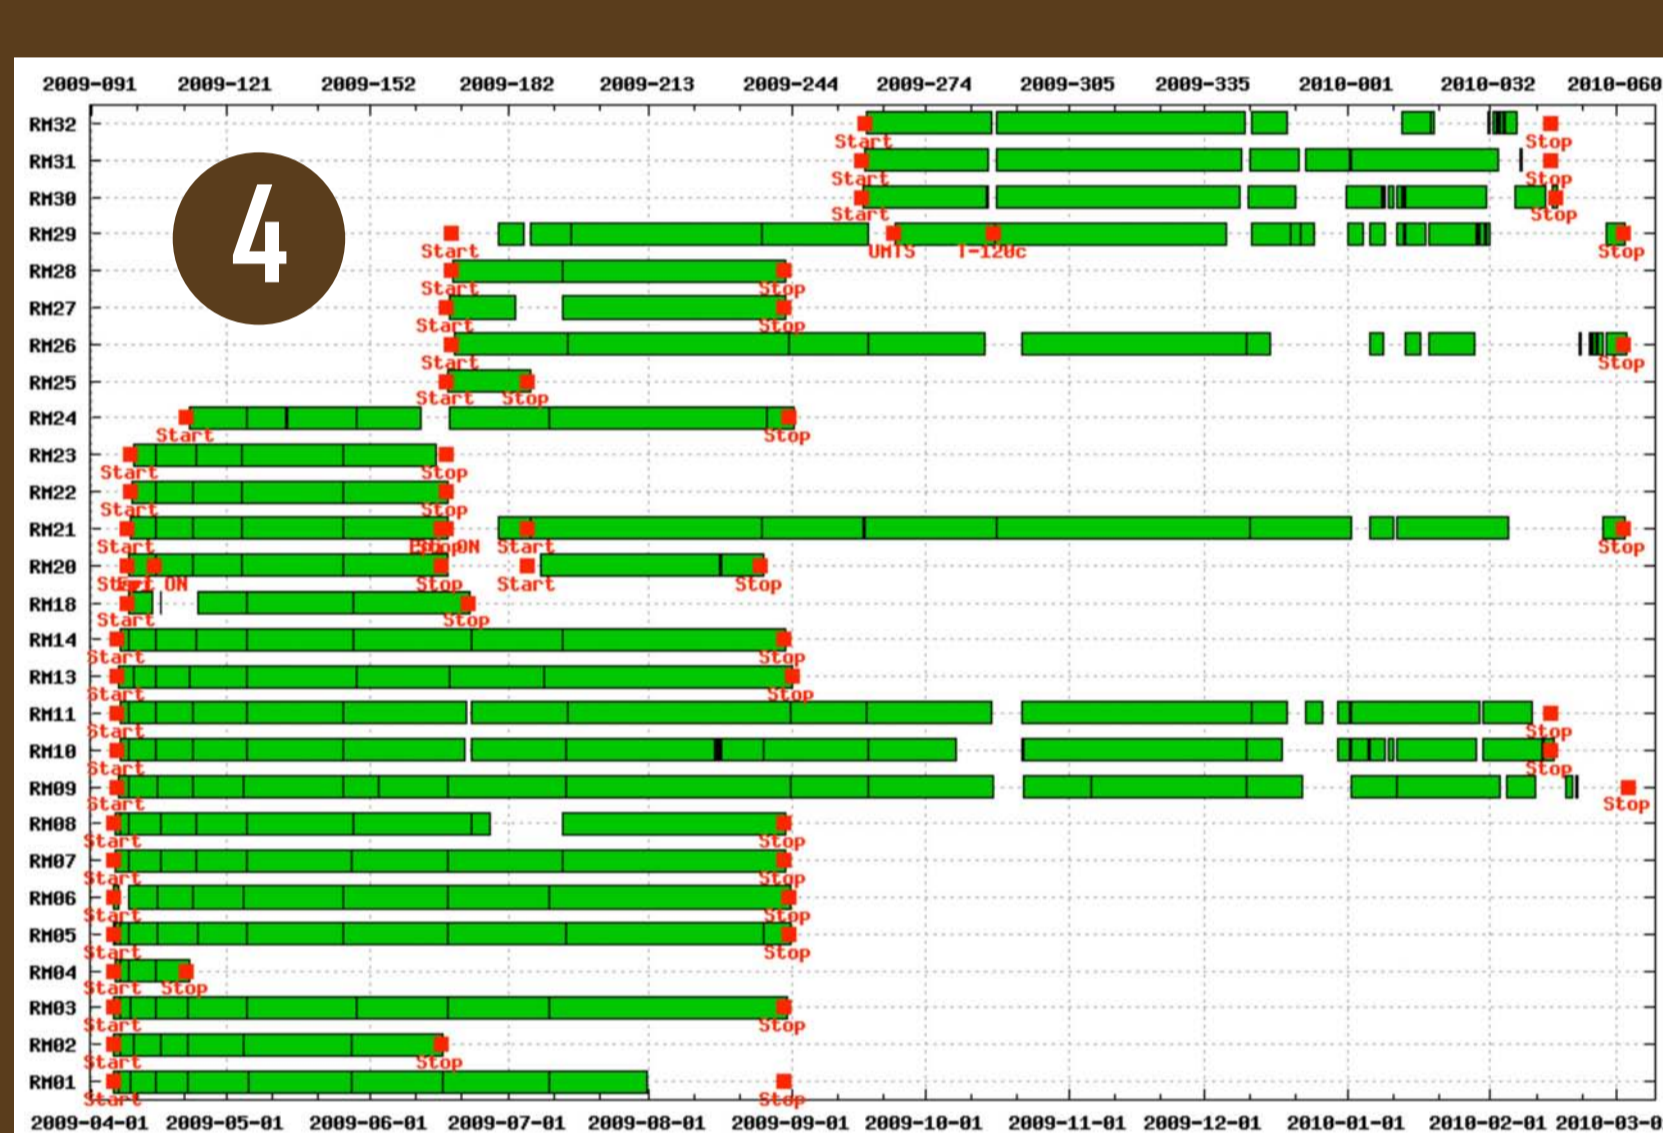 2009-091 2009-121 2009-152 2009-182 2009-213 2009-244 2009-274 2009-305 2009-335 2010-001 2010-032 2010-060
4
RM32
Start Stop
RM31
Start Stop
RM30
Start Stop
RM29
Start UMTS T-120c Stop
RM28
Start Stop
RM27
Start Stop
RM26
Start Stop
RM25
Start Stop
RM24
Start Stop
RM23
Start Stop
RM22
Start Stop
RM21
Start ON Start Stop
RM20
ON Stop Start Stop
RM18
Start Stop
RM14
Start Stop
RM13
Start Stop
RM11
Start Stop
RM10
Start Stop
RM09
Start Stop
RM08
Start Stop
RM07
Start Stop
RM06
Start Stop
RM05
Start Stop
RM04
Start Stop
RM03
Start Stop
RM02
Start Stop
RM01
Start Stop
2009-04-01 2009-05-01 2009-06-01 2009-07-01 2009-08-01 2009-09-01 2009-10-01 2009-11-01 2009-12-01 2010-01-01 2010-02-01 2010-03-0